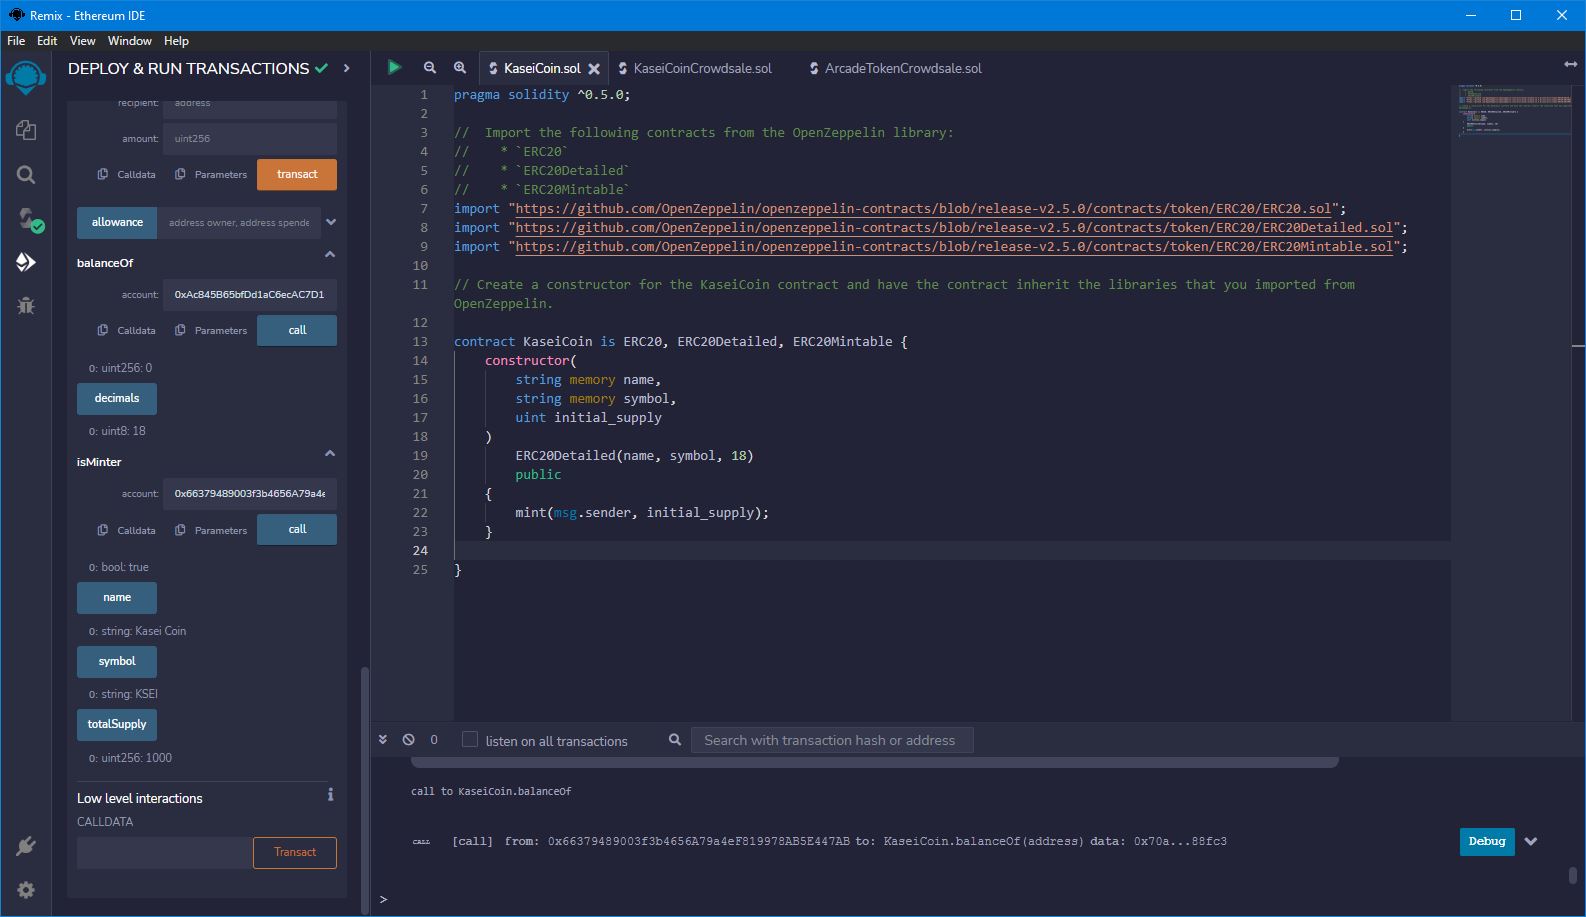 Remix - Ethereum IDE
File Edit View Window Help
DEPLOY & RUN TRANSACTIONS
recipient: address
amount: uint256
Calldata Parameters transact
allowance address owner, address spende
balanceOf
account: 0xAc845B65bfDd1aC6ecAC7D1
Calldata Parameters call
0: uint256: 0
decimals
0: uint8: 18
isMinter
account: 0x66379489003f3b4656A79a4e
Calldata Parameters call
0: bool: true
name
0: string: Kasei Coin
symbol
0: string: KSEI
totalSupply
0: uint256: 1000
Low level interactions
CALLDATA
Transact
KaseiCoin.sol KaseiCoinCrowdsale.sol ArcadeTokenCrowdsale.sol
1 pragma solidity ^0.5.0;
2
3 //  Import the following contracts from the OpenZeppelin library:
4 //    * `ERC20`
5 //    * `ERC20Detailed`
6 //    * `ERC20Mintable`
7 import "https://github.com/OpenZeppelin/openzeppelin-contracts/blob/release-v2.5.0/contracts/token/ERC20/ERC20.sol";
8 import "https://github.com/OpenZeppelin/openzeppelin-contracts/blob/release-v2.5.0/contracts/token/ERC20/ERC20Detailed.sol";
9 import "https://github.com/OpenZeppelin/openzeppelin-contracts/blob/release-v2.5.0/contracts/token/ERC20/ERC20Mintable.sol";
10
11 // Create a constructor for the KaseiCoin contract and have the contract inherit the libraries that you imported from
OpenZeppelin.
12
13 contract KaseiCoin is ERC20, ERC20Detailed, ERC20Mintable {
14     constructor(
15         string memory name,
16         string memory symbol,
17         uint initial_supply
18     )
19         ERC20Detailed(name, symbol, 18)
20         public
21     {
22         mint(msg.sender, initial_supply);
23     }
24
25 }
0 listen on all transactions Search with transaction hash or address
call to KaseiCoin.balanceOf
CALL [call] from: 0x66379489003f3b4656A79a4eF819978AB5E447AB to: KaseiCoin.balanceOf(address) data: 0x70a...88fc3 Debug
>